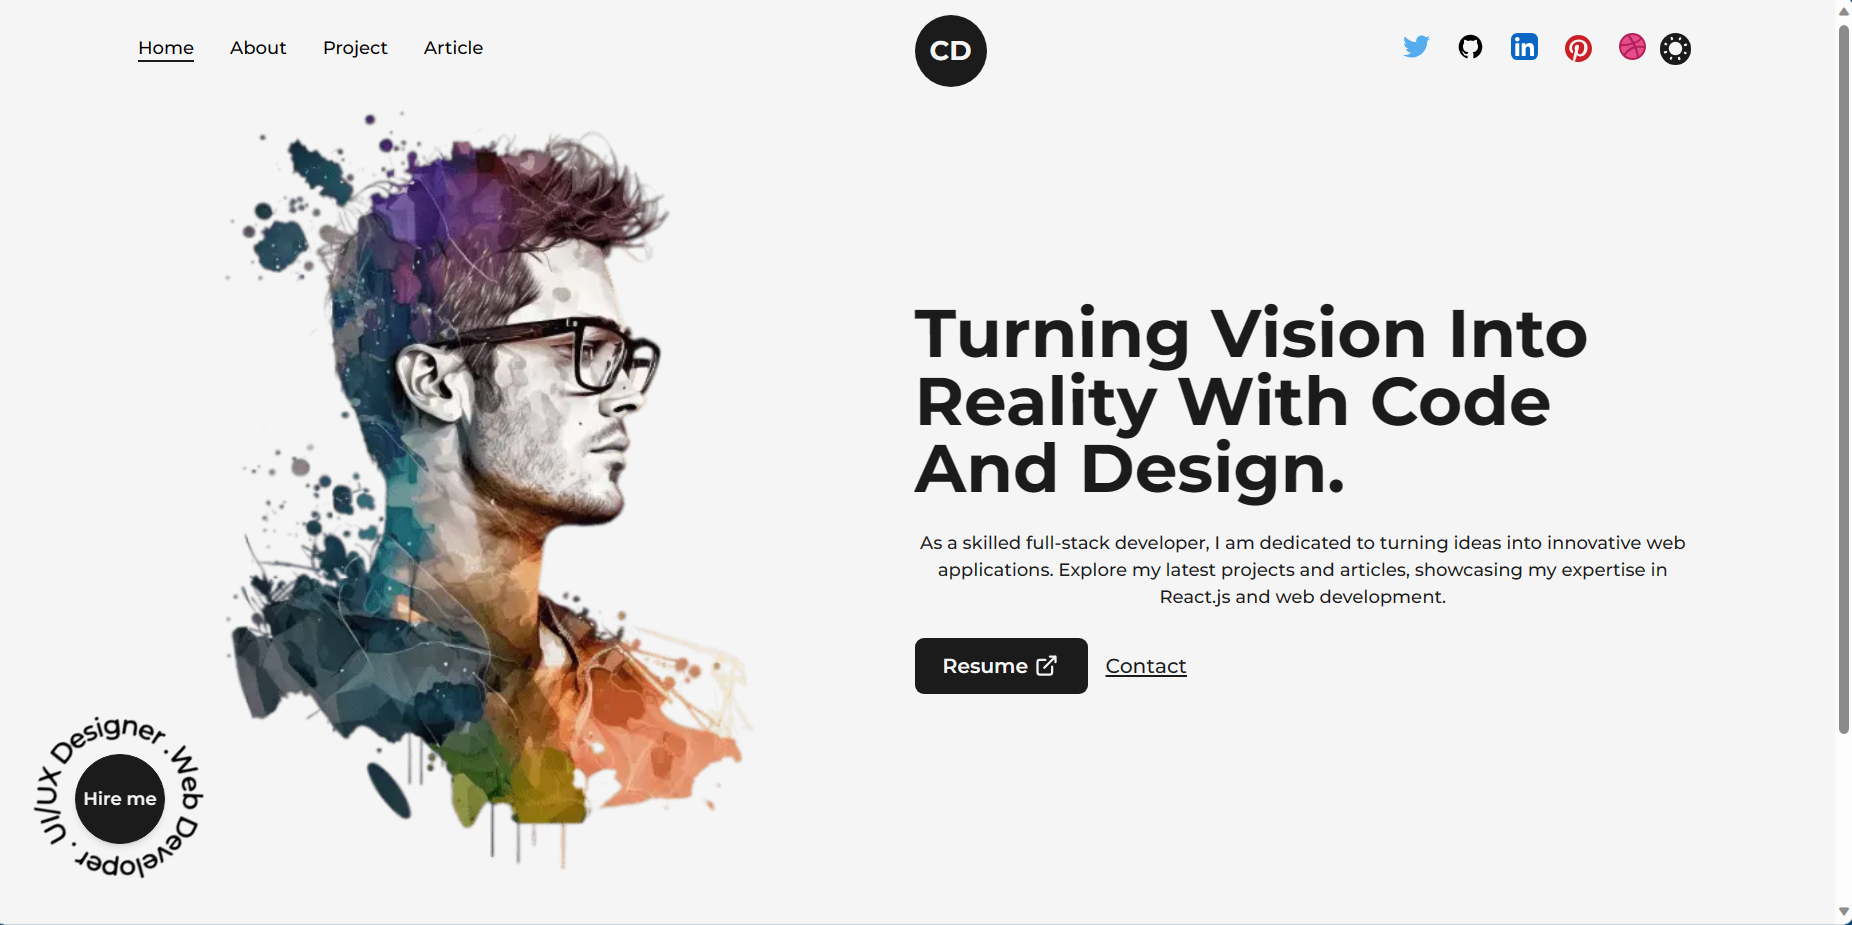 Home About Project Article
CD
in
Turning Vision Into
Reality With Code
And Design.
As a skilled full-stack developer, I am dedicated to turning ideas into innovative web
applications. Explore my latest projects and articles, showcasing my expertise in
React.js and web development.
Resume Contact
UI/UX Designer . Web Developer .
Hire me